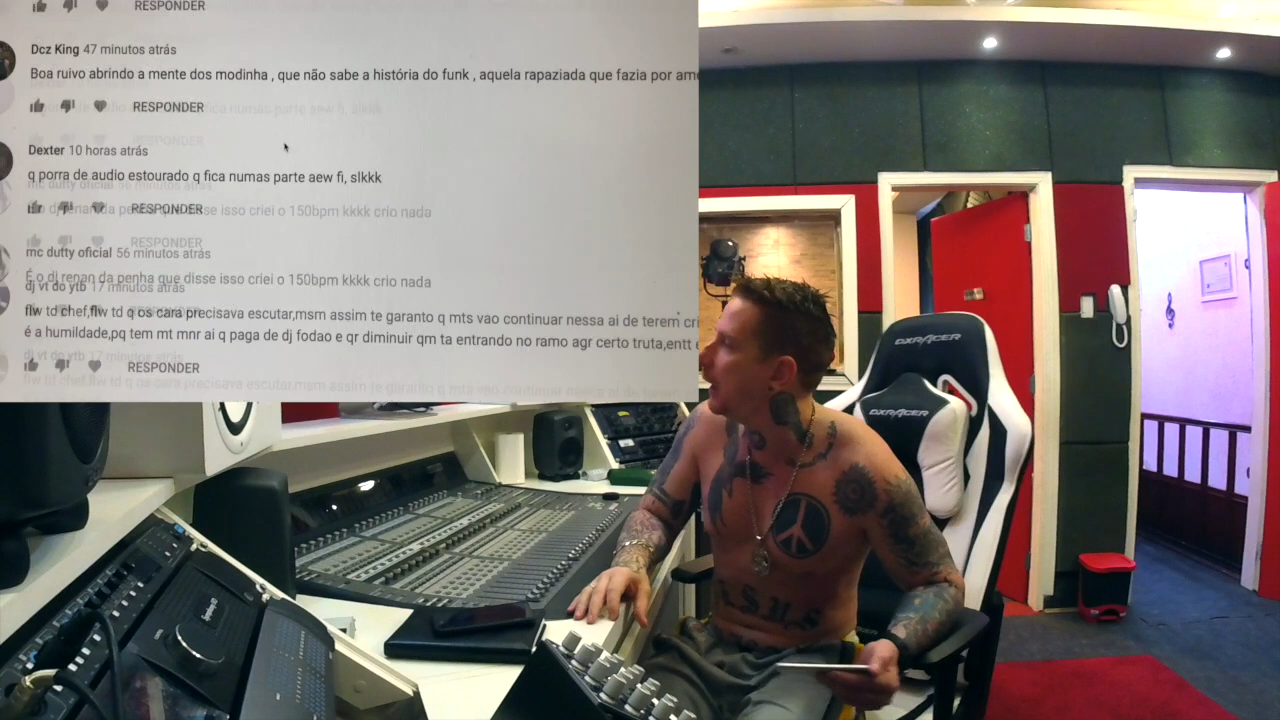 RESPONDER
Dcz King 47 minutos atrás
Boa ruivo abrindo a mente dos modinha , que não sabe a história do funk , aquela rapaziada que fazia por amo
RESPONDER
Dexter 10 horas atrás
q porra de audio estourado q fica numas parte aew fi, slkkk
RESPONDER
RESPONDER
mc dutty oficial 56 minutos atrás
É o dj renan da penha que disse isso criei o 150bpm kkkk crio nada
dj vt do ytb 17 minutos atrás
flw td chef,flw td q os cara precisava escutar,msm assim te garanto q mts vao continuar nessa ai de terem cri
é a humildade,pq tem mt mnr ai q paga de dj fodao e qr diminuir qm ta entrando no ramo agr certo truta,entt e
RESPONDER
DXRACER
DXRACER